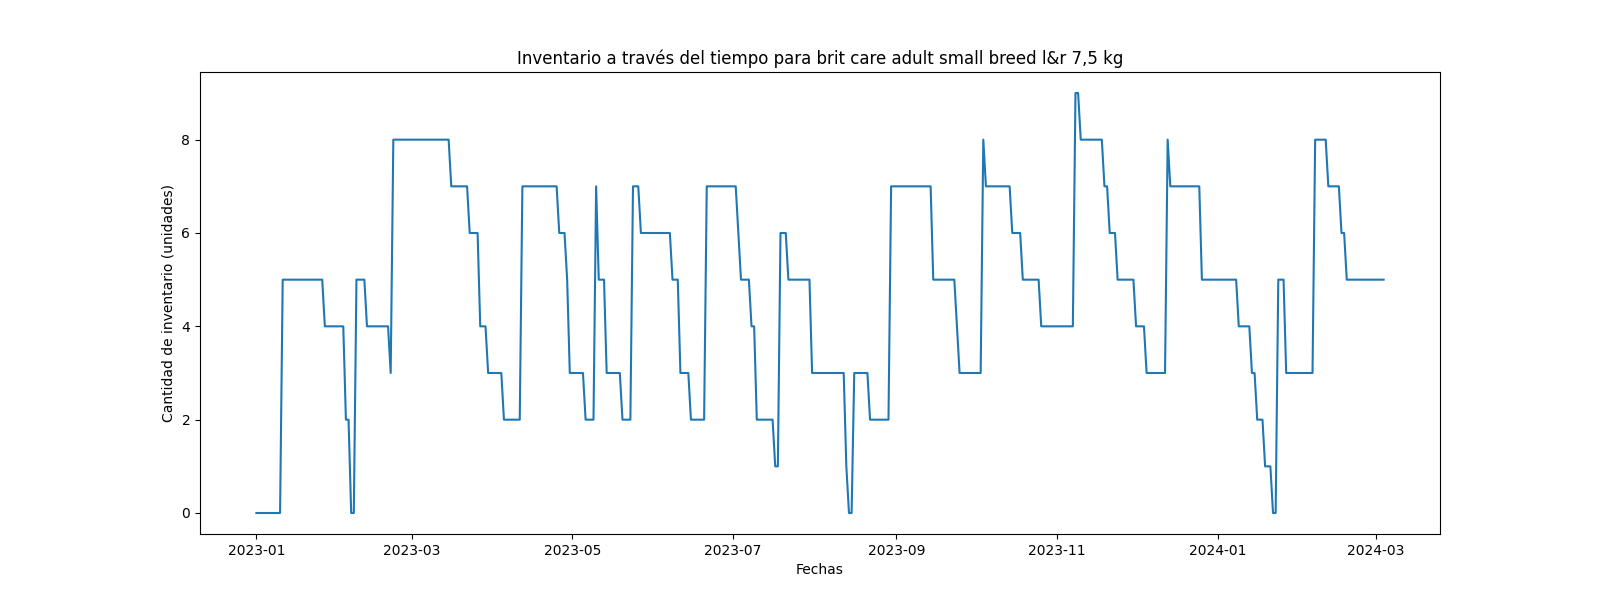 Inventario a través del tiempo para brit care adult small breed l&r 7,5 kg
Cantidad de inventario (unidades)
8
6
4
2
0
2023-01 2023-03 2023-05 2023-07 2023-09 2023-11 2024-01 2024-03
Fechas